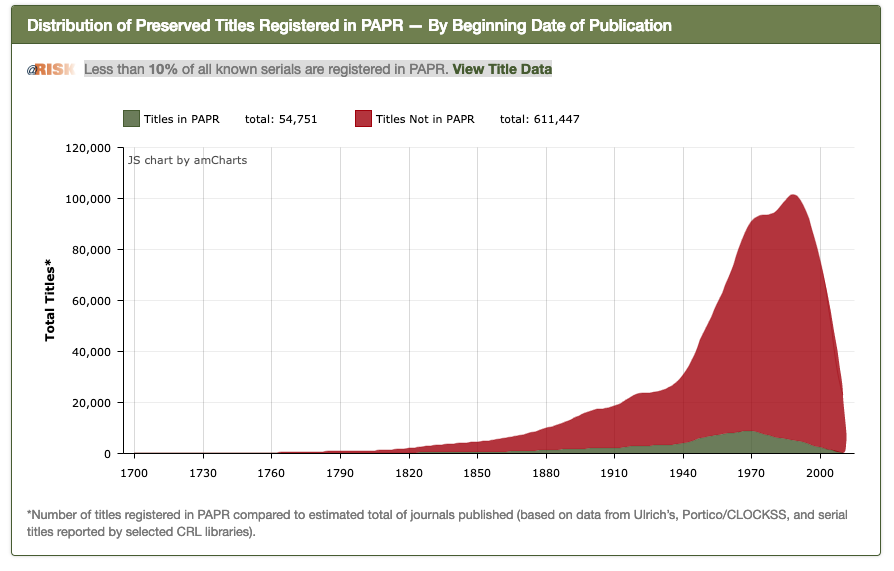 Distribution of Preserved Titles Registered in PAPR — By Beginning Date of Publication
@RISK Less than 10% of all known serials are registered in PAPR. View Title Data
Titles in PAPR total: 54,751 Titles Not in PAPR total: 611,447
JS chart by amCharts
Total Titles*
120,000
100,000
80,000
60,000
40,000
20,000
0
1700 1730 1760 1790 1820 1850 1880 1910 1940 1970 2000
*Number of titles registered in PAPR compared to estimated total of journals published (based on data from Ulrich's, Portico/CLOCKSS, and serial
titles reported by selected CRL libraries).